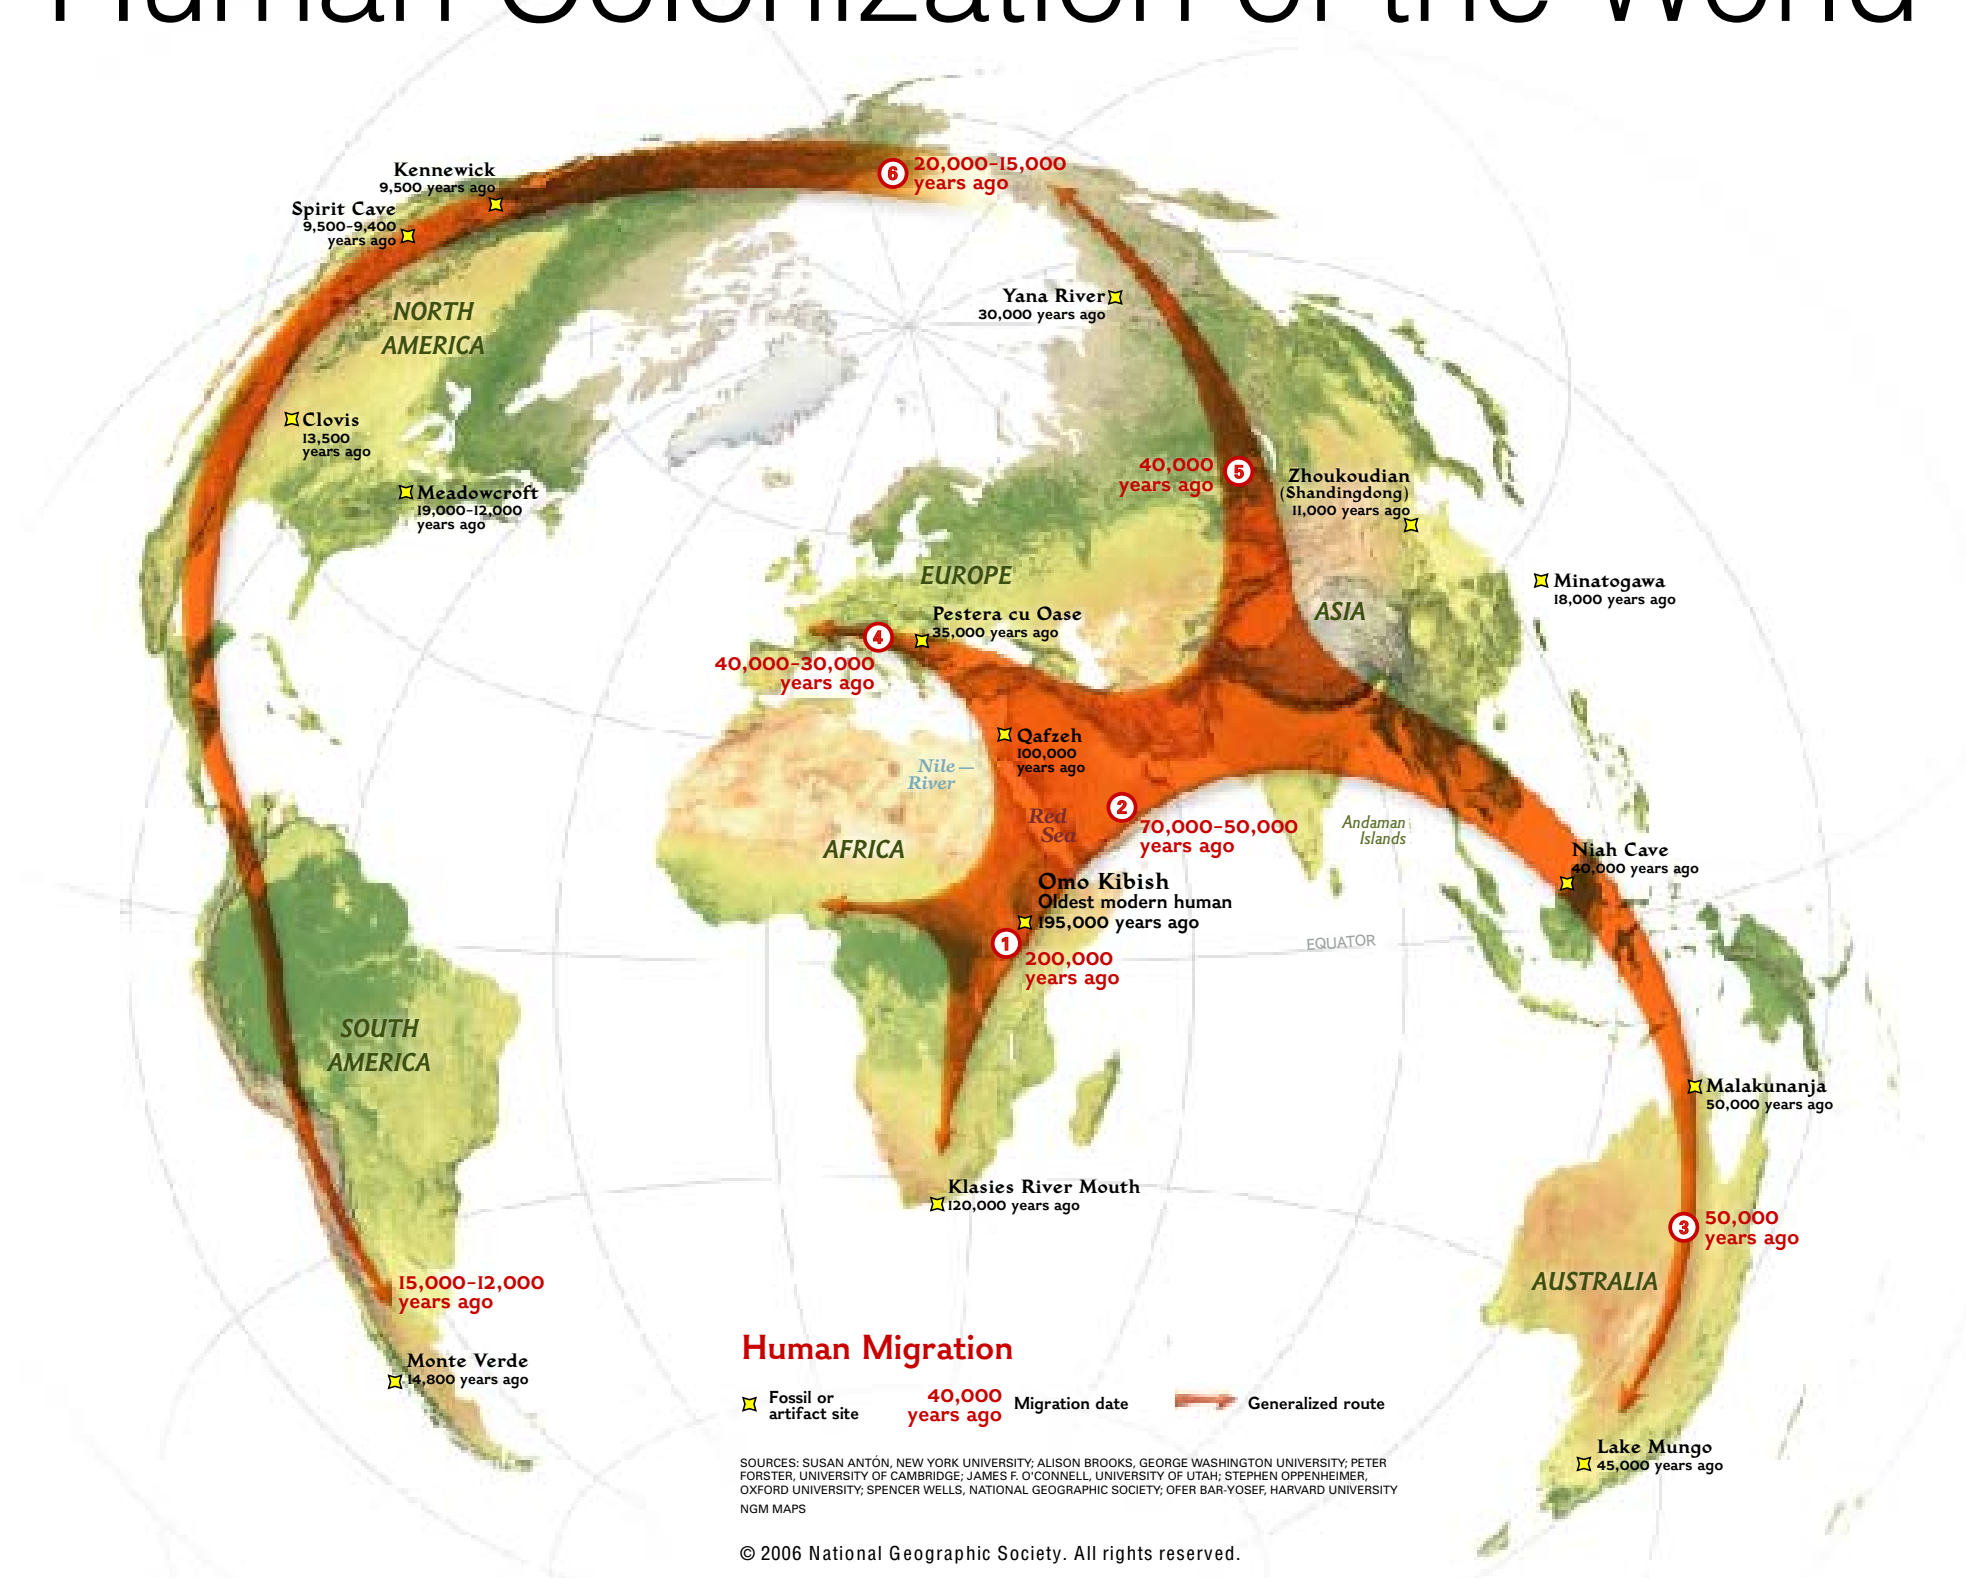 Human Colonization of the World
6
20,000–15,000
years ago
Kennewick
9,500 years ago
Spirit Cave
9,500–9,400
years ago
NORTH
AMERICA
Yana River
30,000 years ago
Clovis
13,500
years ago
Meadowcroft
19,000–12,000
years ago
40,000
years ago
5
Zhoukoudian
(Shandingdong)
11,000 years ago
EUROPE
ASIA
Minatogawa
18,000 years ago
Pestera cu Oase
35,000 years ago
4
40,000–30,000
years ago
Qafzeh
100,000
years ago
Nile
River
Red
Sea
2
70,000–50,000
years ago
Andaman
Islands
AFRICA
Niah Cave
40,000 years ago
Omo Kibish
Oldest modern human
195,000 years ago
1
200,000
years ago
EQUATOR
SOUTH
AMERICA
Malakunanja
50,000 years ago
Klasies River Mouth
120,000 years ago
3
50,000
years ago
AUSTRALIA
15,000–12,000
years ago
Monte Verde
14,800 years ago
Lake Mungo
45,000 years ago
Human Migration
Fossil or
artifact site
40,000
years ago
Migration date
Generalized route
SOURCES: SUSAN ANTÓN, NEW YORK UNIVERSITY; ALISON BROOKS, GEORGE WASHINGTON UNIVERSITY; PETER
FORSTER, UNIVERSITY OF CAMBRIDGE; JAMES F. O'CONNELL, UNIVERSITY OF UTAH; STEPHEN OPPENHEIMER,
OXFORD UNIVERSITY; SPENCER WELLS, NATIONAL GEOGRAPHIC SOCIETY; OFER BAR-YOSEF, HARVARD UNIVERSITY
NGM MAPS
© 2006 National Geographic Society. All rights reserved.